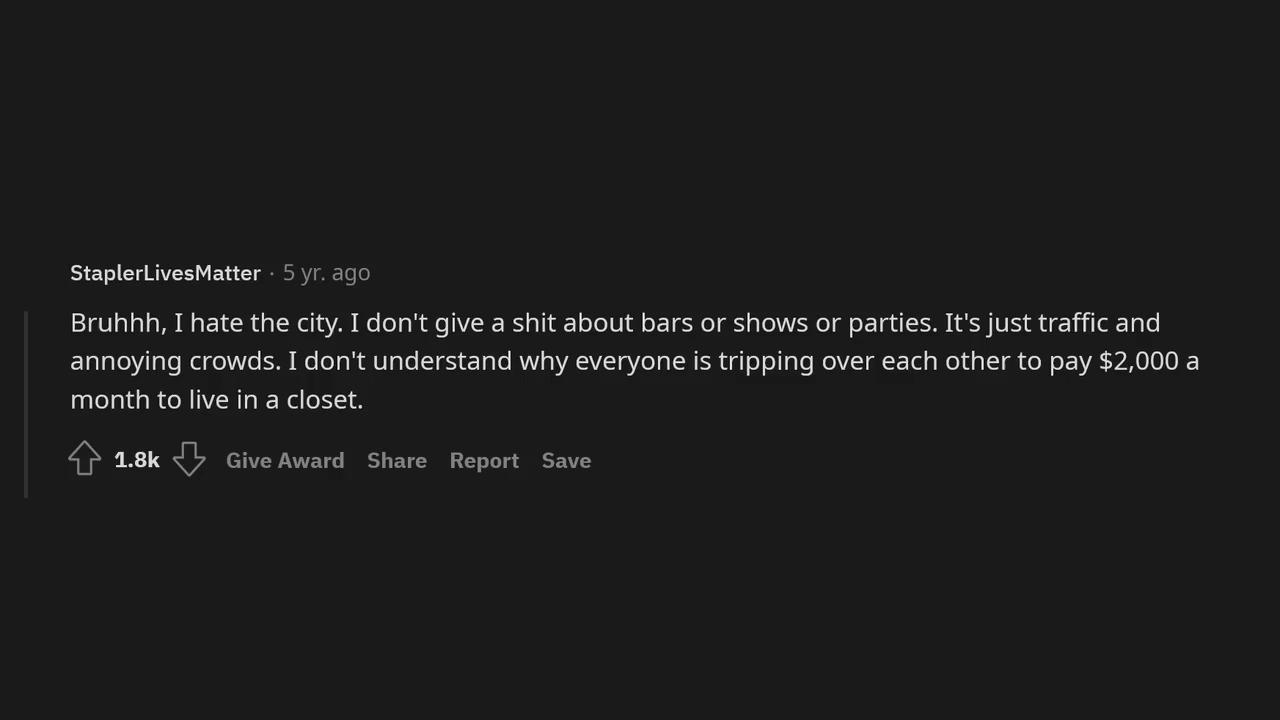 StaplerLivesMatter · 5 yr. ago
Bruhhh, I hate the city. I don't give a shit about bars or shows or parties. It's just traffic and
annoying crowds. I don't understand why everyone is tripping over each other to pay $2,000 a
month to live in a closet.
1.8k Give Award Share Report Save